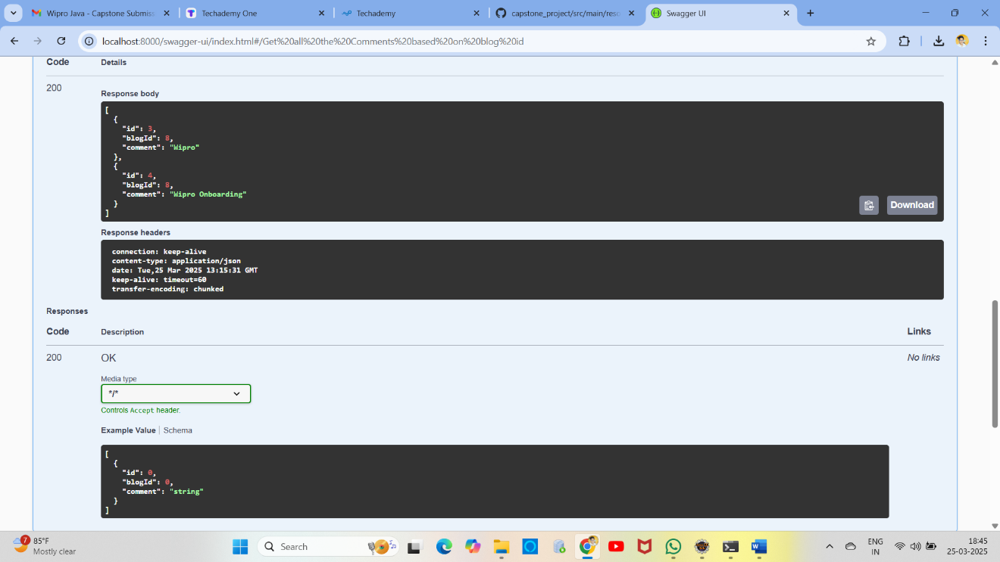 Wipro Java - Capstone Submiss
Techademy One
Techademy
capstone_project/src/main/reso
Swagger UI
localhost:8000/swagger-ui/index.html#/Get%20all%20the%20Comments%20based%20on%20blog%20id
Code Details
200
Response body
[
{
"id": 3,
"blogId": 8,
"comment": "Wipro"
},
{
"id": 4,
"blogId": 8,
"comment": "Wipro Onboarding"
}
]
Download
Response headers
connection: keep-alive
content-type: application/json
date: Tue,25 Mar 2025 13:15:31 GMT
keep-alive: timeout=60
transfer-encoding: chunked
Responses
Code Description Links
200 OK No links
Media type
*/*
Controls Accept header.
Example Value Schema
[
{
"id": 0,
"blogId": 0,
"comment": "string"
}
]
7
85°F
Mostly clear
Search
ENG
IN
18:45
25-03-2025